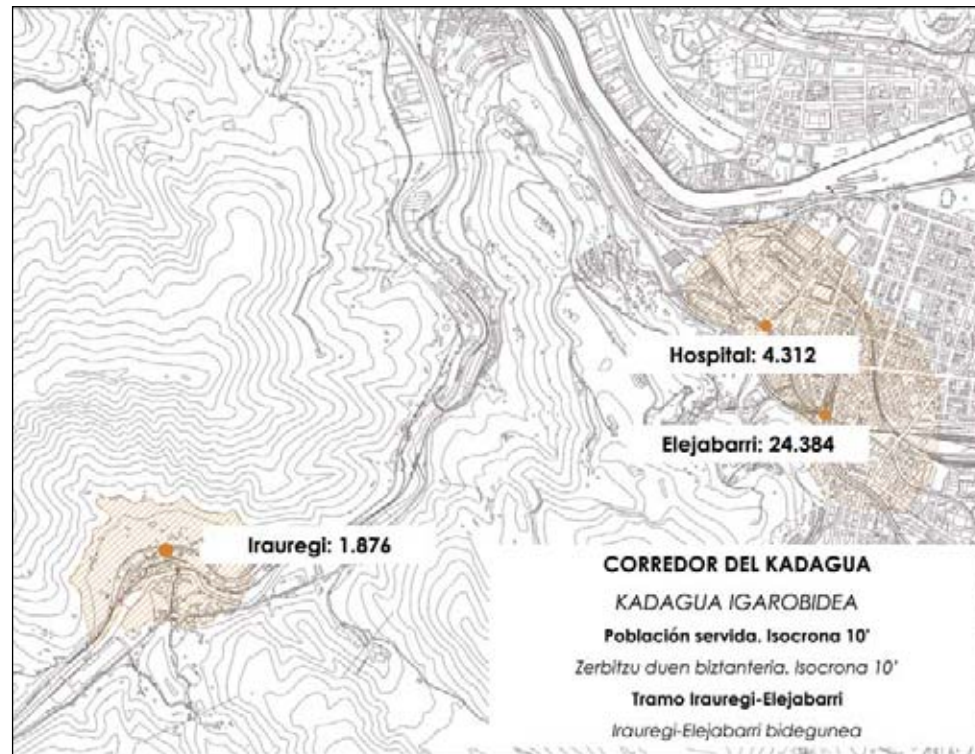 Hospital: 4.312
Elejabarri: 24.384
Irauregi: 1.876
CORREDOR DEL KADAGUA
KADAGUA IGAROBIDEA
Población servida. Isocrona 10'
Zerbitzu duen biztanteria. Isocrona 10'
Tramo Irauregi-Elejabarri
Irauregi-Elejabarri bidegunea